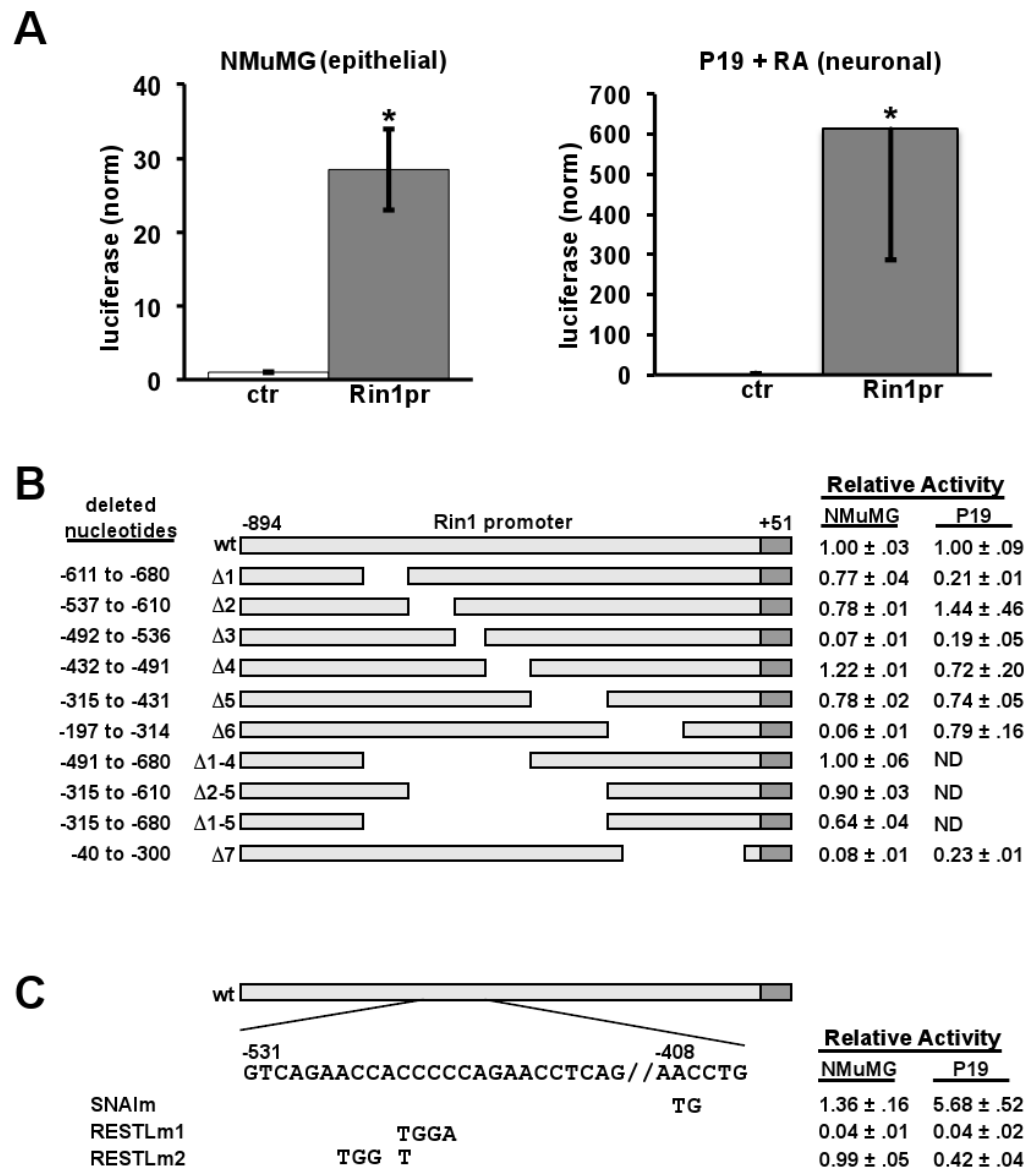 A
NMuMG (epithelial)
luciferase (norm)
40
30
20
10
0
*
ctr
Rin1pr
P19 + RA (neuronal)
luciferase (norm)
700
600
500
400
300
200
100
0
*
ctr
Rin1pr
B
deleted nucleotides
-894 Rin1 promoter +51
Relative Activity
NMuMG P19
wt 1.00 ± .03 1.00 ± .09
-611 to -680 Δ1 0.77 ± .04 0.21 ± .01
-537 to -610 Δ2 0.78 ± .01 1.44 ± .46
-492 to -536 Δ3 0.07 ± .01 0.19 ± .05
-432 to -491 Δ4 1.22 ± .01 0.72 ± .20
-315 to -431 Δ5 0.78 ± .02 0.74 ± .05
-197 to -314 Δ6 0.06 ± .01 0.79 ± .16
-491 to -680 Δ1-4 1.00 ± .06 ND
-315 to -610 Δ2-5 0.90 ± .03 ND
-315 to -680 Δ1-5 0.64 ± .04 ND
-40 to -300 Δ7 0.08 ± .01 0.23 ± .01
C
wt
-531 -408
GTCAGAACCACCCCCAGAACCTCAG//AACCTG
Relative Activity
NMuMG P19
SNAIm TG 1.36 ± .16 5.68 ± .52
RESTLm1 TGGA 0.04 ± .01 0.04 ± .02
RESTLm2 TGG T 0.99 ± .05 0.42 ± .04